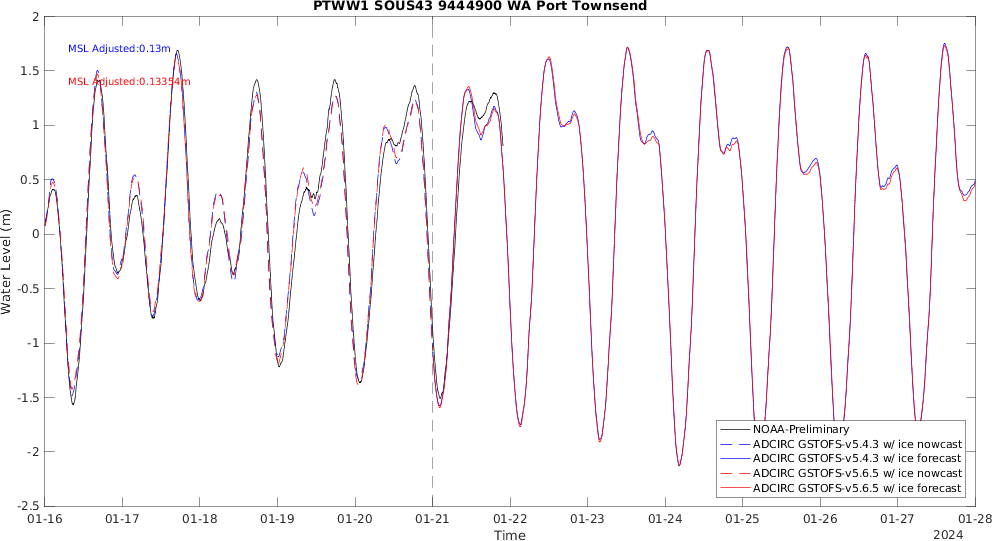 PTWW1 SOUS43 9444900 WA Port Townsend
MSL Adjusted:0.13m
MSL Adjusted:0.13354m
Water Level (m)
2
1.5
1
0.5
0
-0.5
-1
-1.5
-2
-2.5
NOAA-Preliminary
ADCIRC GSTOFS-v5.4.3 w/ ice nowcast
ADCIRC GSTOFS-v5.4.3 w/ ice forecast
ADCIRC GSTOFS-v5.6.5 w/ ice nowcast
ADCIRC GSTOFS-v5.6.5 w/ ice forecast
01-16 01-17 01-18 01-19 01-20 01-21 01-22 01-23 01-24 01-25 01-26 01-27 01-28
Time
2024